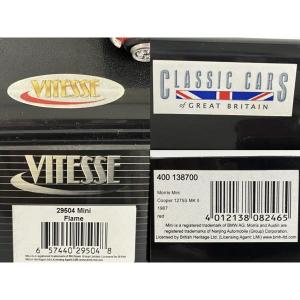 VITESSE
CLASSIC CARS
of GREAT BRITAIN
VITESSE
29504 Mini
Flame
6 57440 29504 8
400 138700
Morris Mini
Cooper 1275S MK II
1967
red
4 012138 082465
Mini is a registered trademark of BMW AG. Morris and Austin are
registered trademarks of Nanjing Automobile (Group) Corporation.
Licensed by British Heritage Ltd. (Licensing Agent: LMI) www.bmh-ltd.com